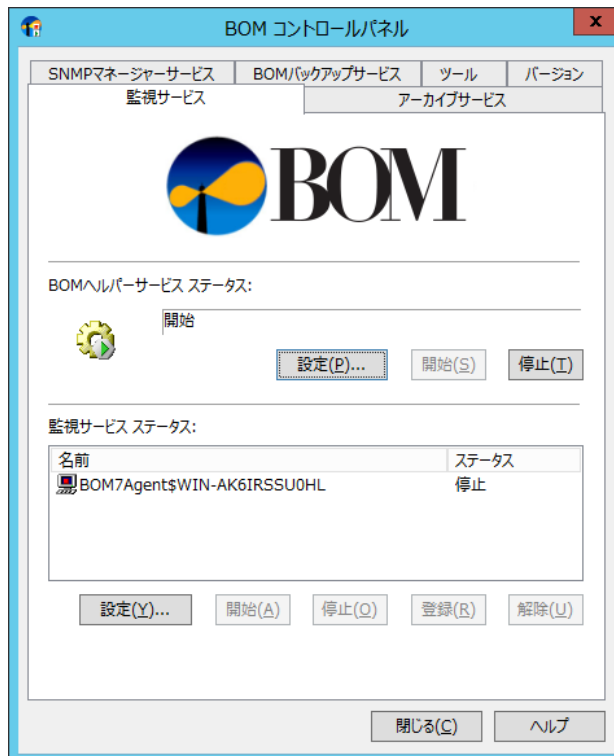 BOM コントロールパネル
x
SNMPマネージャーサービス BOMバックアップサービス ツール バージョン
監視サービス アーカイブサービス
BOM
BOMヘルパーサービス ステータス:
開始
設定(P)... 開始(S) 停止(T)
監視サービス ステータス:
名前 ステータス
BOM7Agent$WIN-AK6IRSSU0HL 停止
設定(Y)... 開始(A) 停止(O) 登録(R) 解除(U)
閉じる(C) ヘルプ